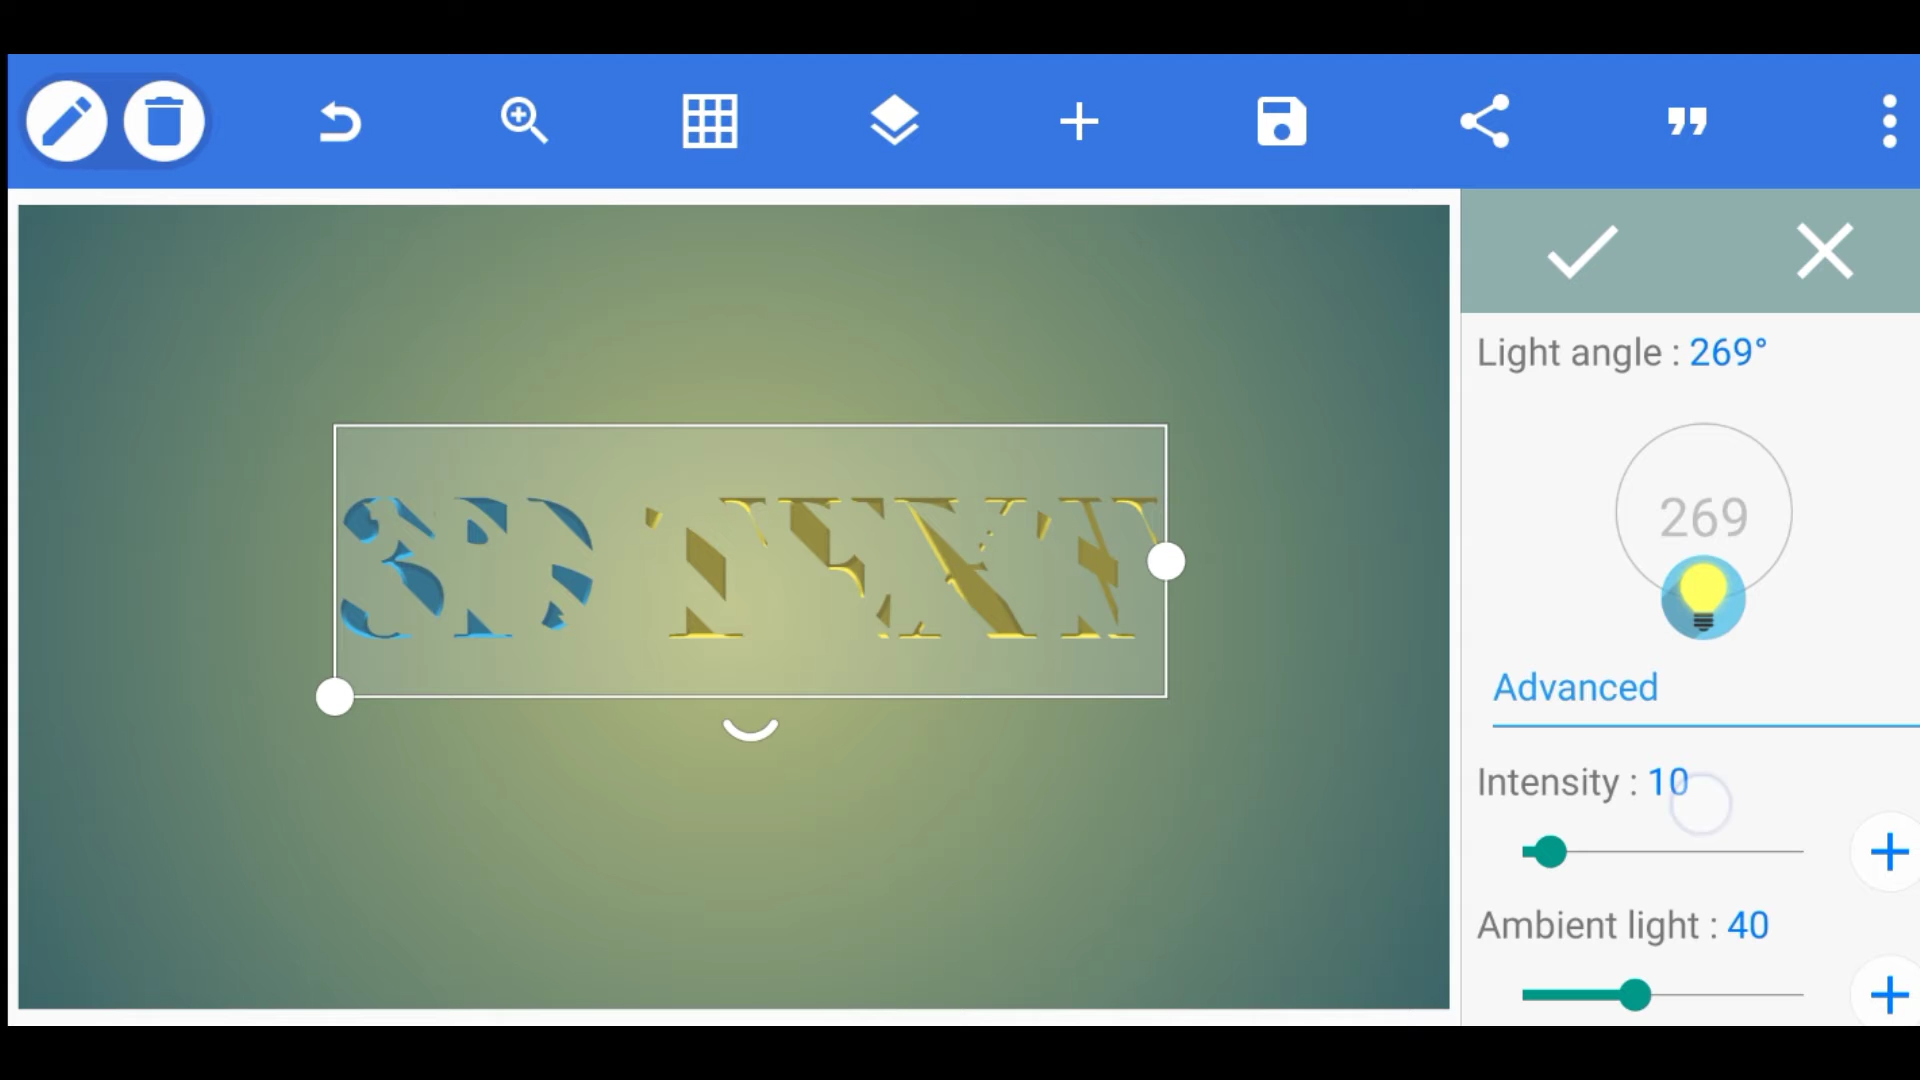 Light angle : 269°
269
Advanced
Intensity : 10
Ambient light : 40